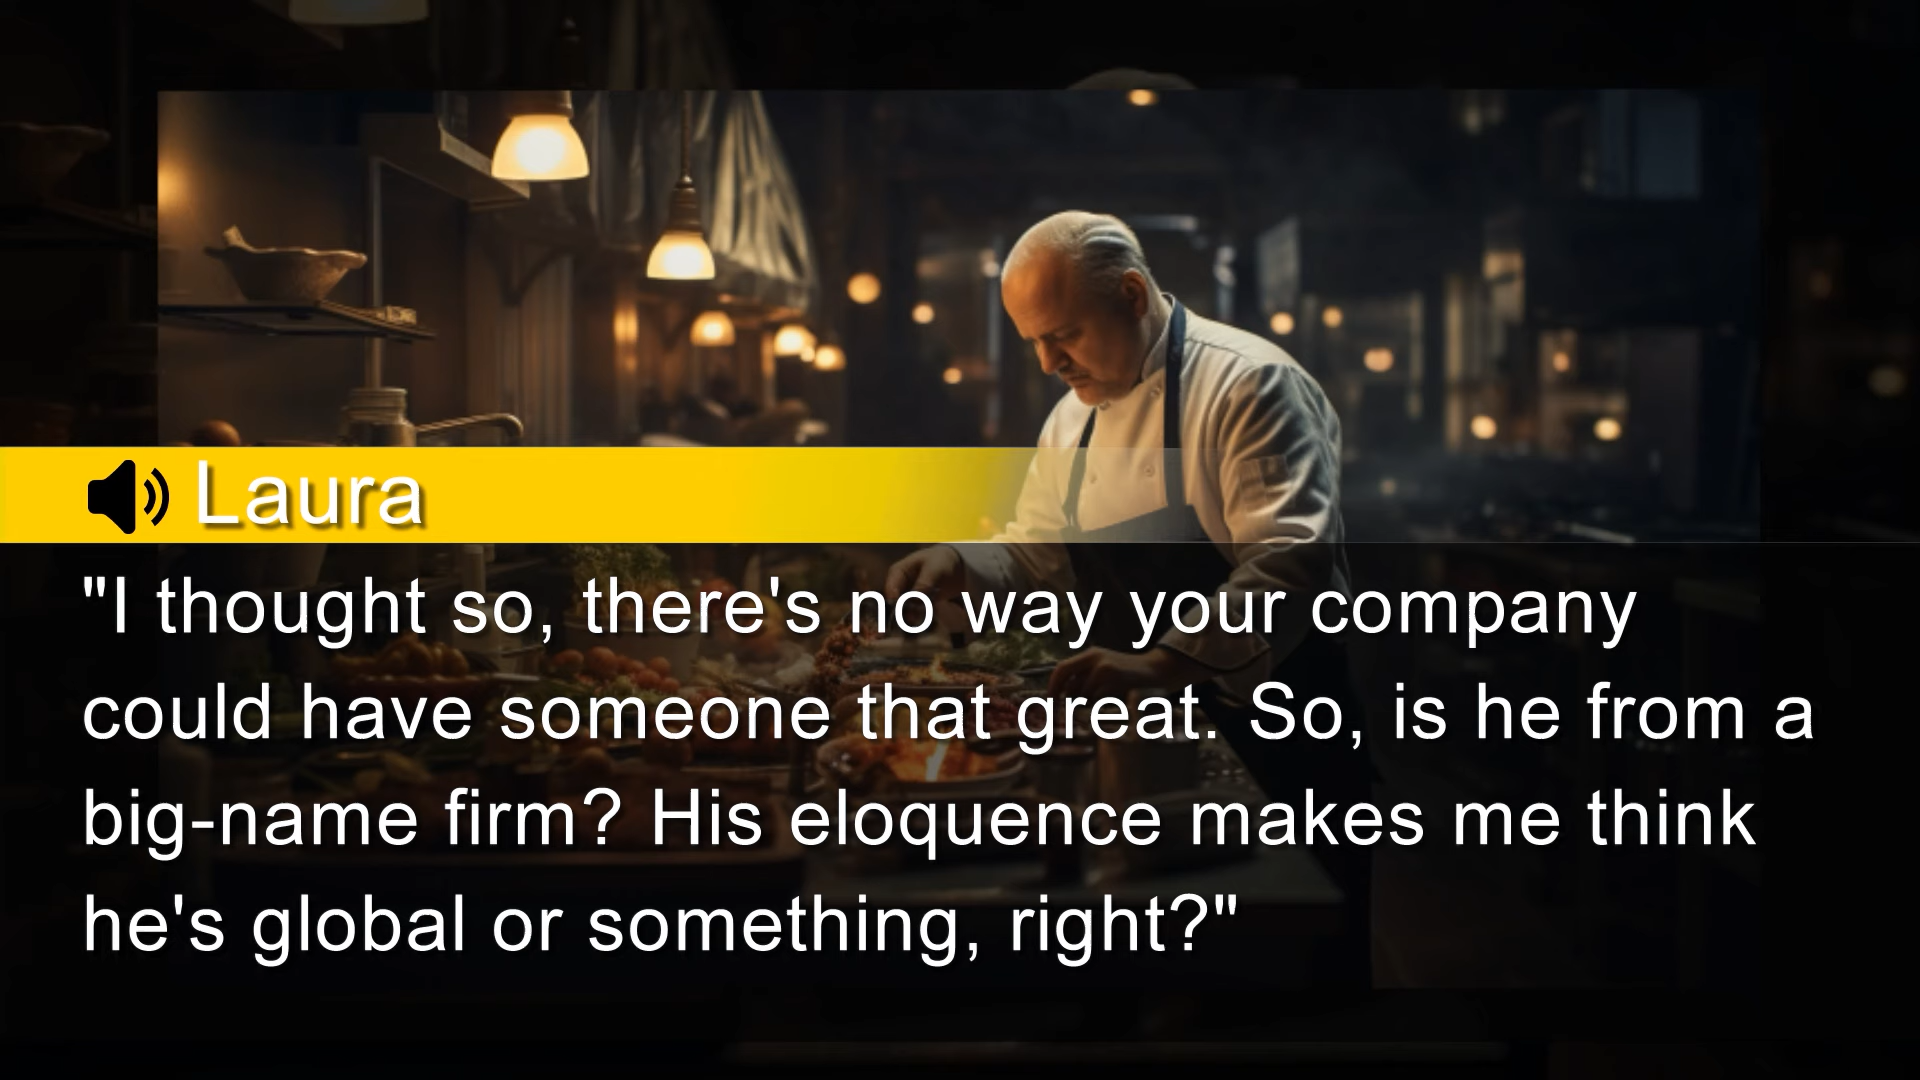 Laura
"I thought so, there's no way your company
could have someone that great. So, is he from a
big-name firm? His eloquence makes me think
he's global or something, right?"